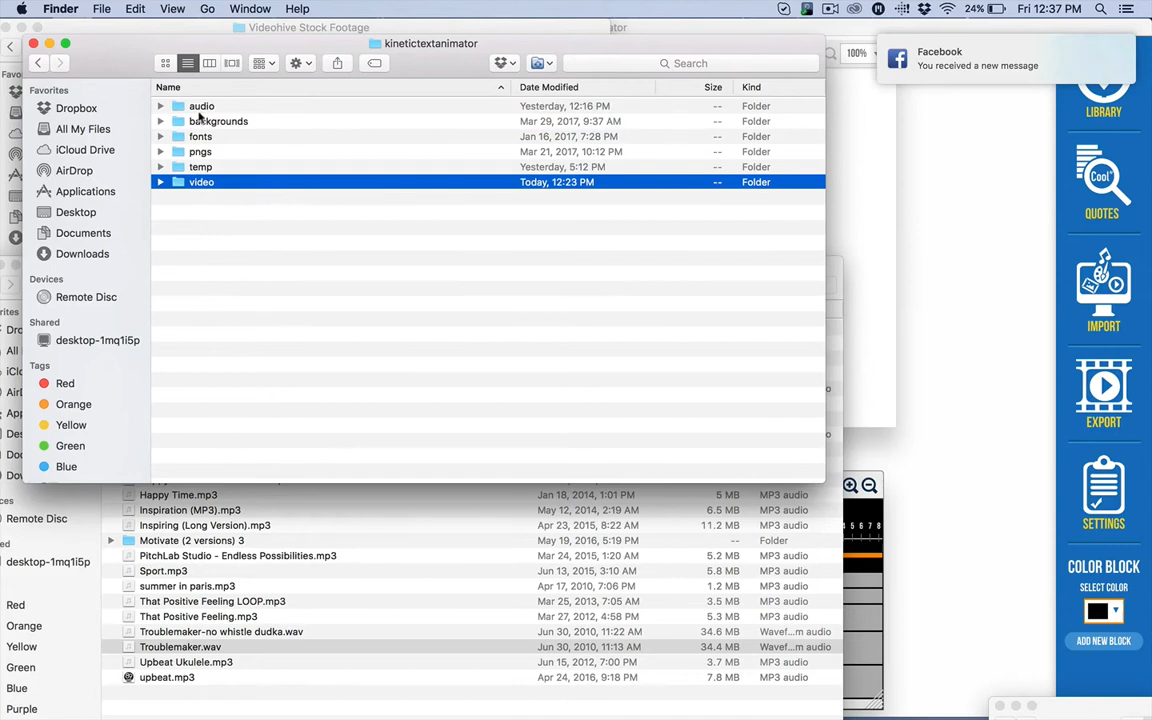 Finder File Edit View Go Window Help
24% Fri 12:37 PM
Videohive Stock Footage
kinetictextanimator
100%
Facebook
You received a new message
Search
Favorites
Dropbox
All My Files
iCloud Drive
AirDrop
Applications
Desktop
Documents
Downloads
Devices
Remote Disc
Shared
desktop-1mq1i5p
Tags
Red
Orange
Yellow
Green
Blue
Name Date Modified Size Kind
audio Yesterday, 12:16 PM -- Folder
backgrounds Mar 29, 2017, 9:37 AM -- Folder
fonts Jan 16, 2017, 7:28 PM -- Folder
pngs Mar 21, 2017, 10:12 PM -- Folder
temp Yesterday, 5:12 PM -- Folder
video Today, 12:23 PM -- Folder
Happy Time.mp3 Jan 18, 2014, 1:01 PM 5 MB MP3 audio
Inspiration (MP3).mp3 May 12, 2014, 2:19 AM 6.5 MB MP3 audio
Inspiring (Long Version).mp3 Apr 23, 2015, 8:22 AM 11.2 MB MP3 audio
Motivate (2 versions) 3 May 19, 2016, 5:19 PM -- Folder
PitchLab Studio - Endless Possibilities.mp3 Mar 24, 2015, 1:20 AM 5.2 MB MP3 audio
Sport.mp3 Jun 13, 2015, 3:10 AM 5.8 MB MP3 audio
summer in paris.mp3 Apr 17, 2010, 7:06 PM 1.2 MB MP3 audio
That Positive Feeling LOOP.mp3 Mar 25, 2013, 7:05 AM 3.5 MB MP3 audio
That Positive Feeling.mp3 Mar 27, 2012, 4:58 PM 5.3 MB MP3 audio
Troublemaker-no whistle dudka.wav Jun 30, 2010, 11:22 AM 34.6 MB Wavef...m audio
Troublemaker.wav Jun 30, 2010, 11:13 AM 34.4 MB Wavef...m audio
Upbeat Ukulele.mp3 Jun 15, 2012, 7:00 PM 3.7 MB MP3 audio
upbeat.mp3 Apr 24, 2016, 9:18 PM 7.8 MB MP3 audio
Remote Disc
desktop-1mq1i5p
Red
Orange
Yellow
Green
Blue
Purple
4 5 6 7 8
LIBRARY
Cool"
QUOTES
IMPORT
EXPORT
SETTINGS
COLOR BLOCK
SELECT COLOR
ADD NEW BLOCK